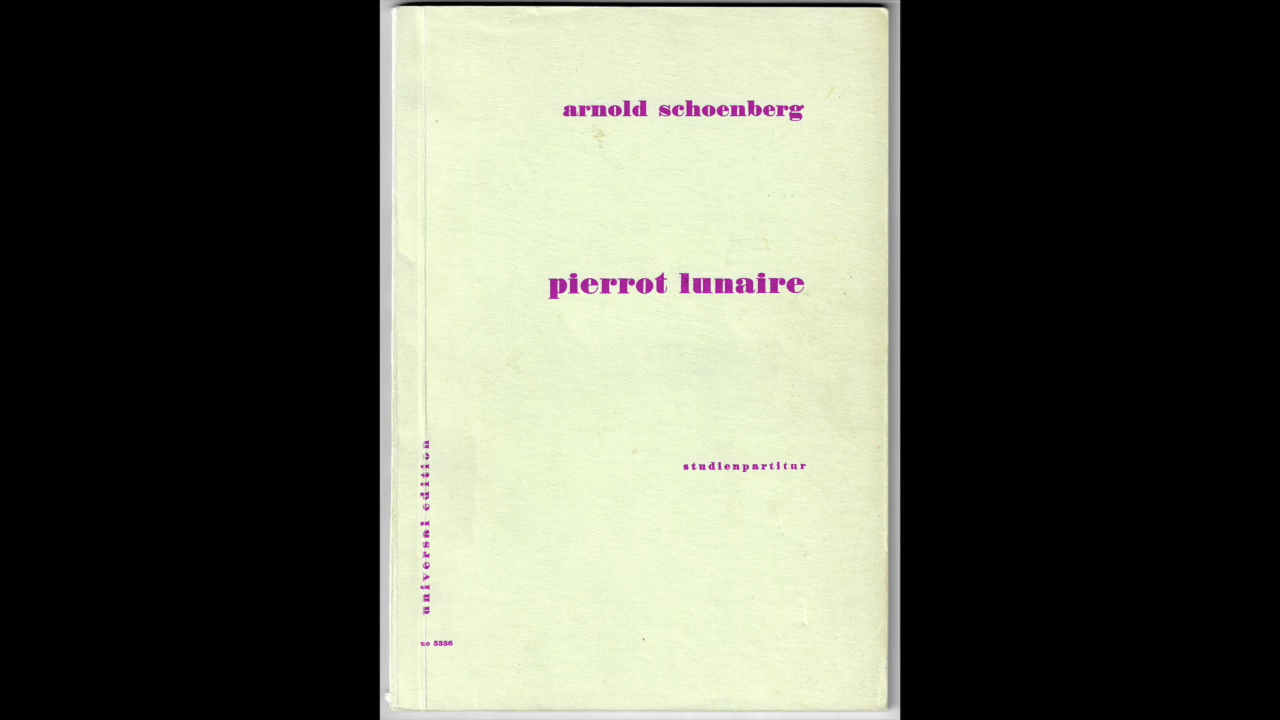 arnold schoenberg
pierrot lunaire
studienpartitur
universal edition
ue 5336